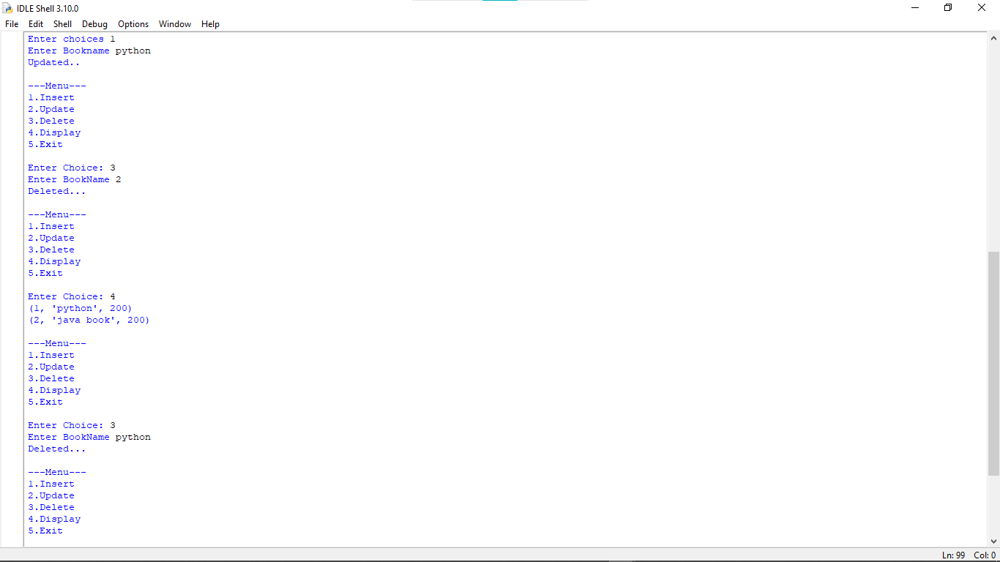 IDLE Shell 3.10.0
File Edit Shell Debug Options Window Help
Enter choices 1
Enter Bookname python
Updated..
---Menu---
1.Insert
2.Update
3.Delete
4.Display
5.Exit
Enter Choice: 3
Enter BookName 2
Deleted...
---Menu---
1.Insert
2.Update
3.Delete
4.Display
5.Exit
Enter Choice: 4
(1, 'python', 200)
(2, 'java book', 200)
---Menu---
1.Insert
2.Update
3.Delete
4.Display
5.Exit
Enter Choice: 3
Enter BookName python
Deleted...
---Menu---
1.Insert
2.Update
3.Delete
4.Display
5.Exit
Ln: 99 Col: 0